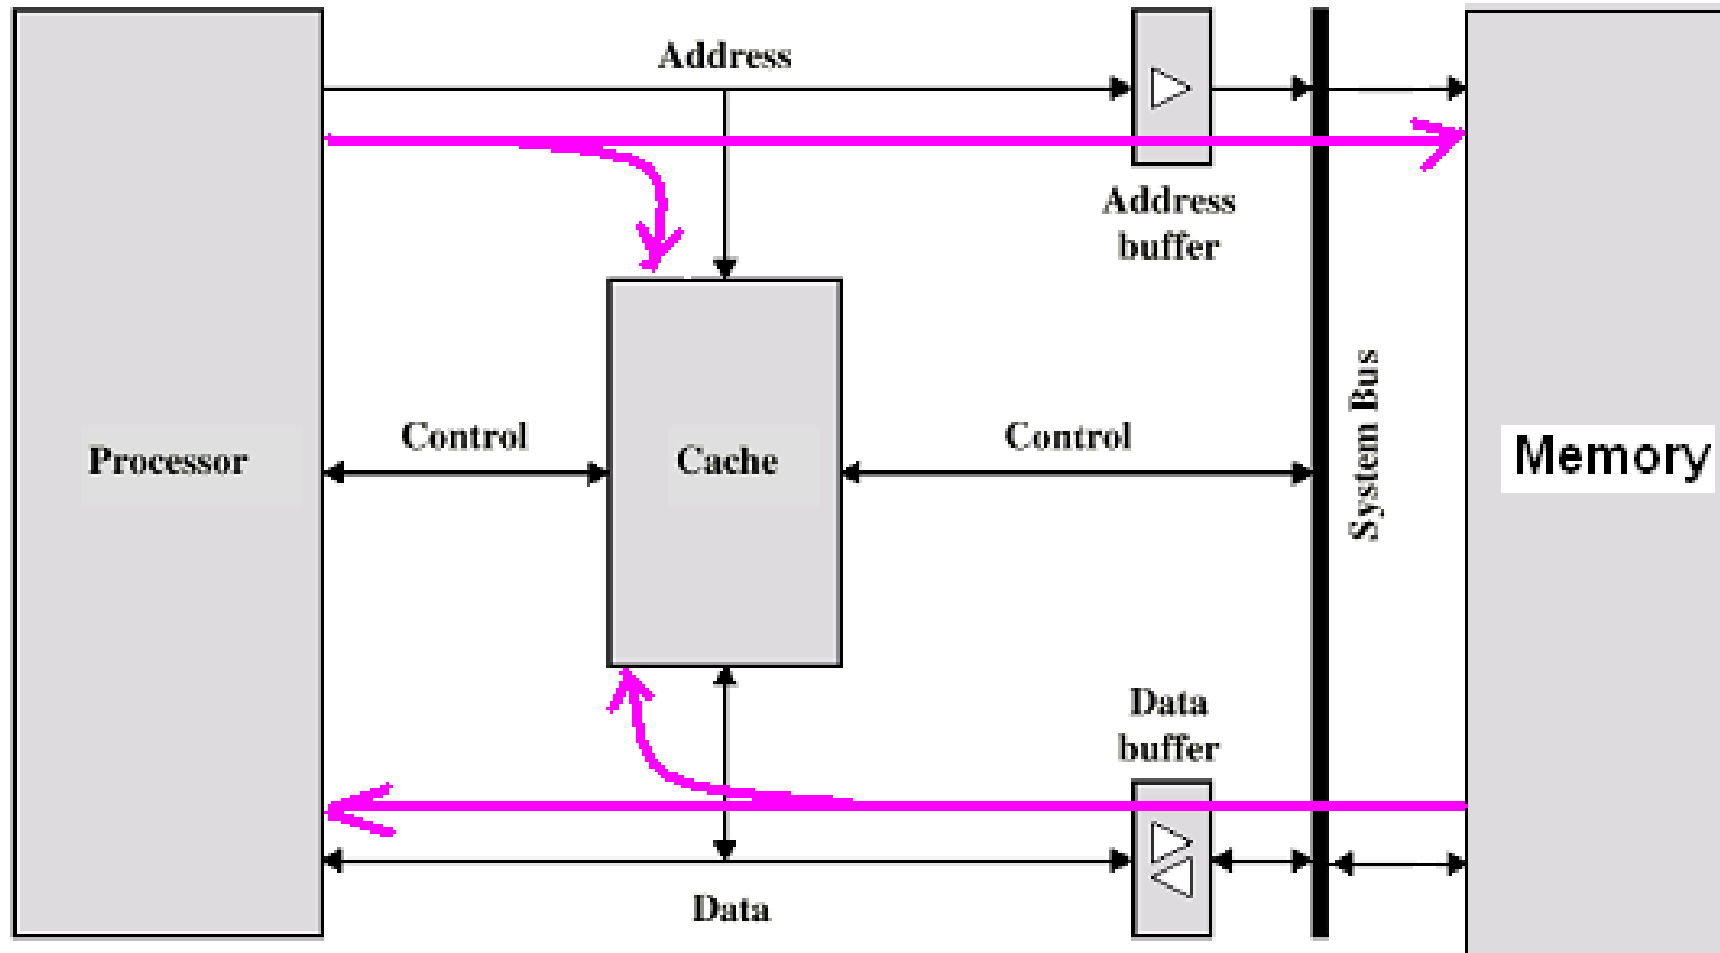 Address
Address
buffer
Control
Control
Processor
Cache
System Bus
Memory
Data
buffer
Data